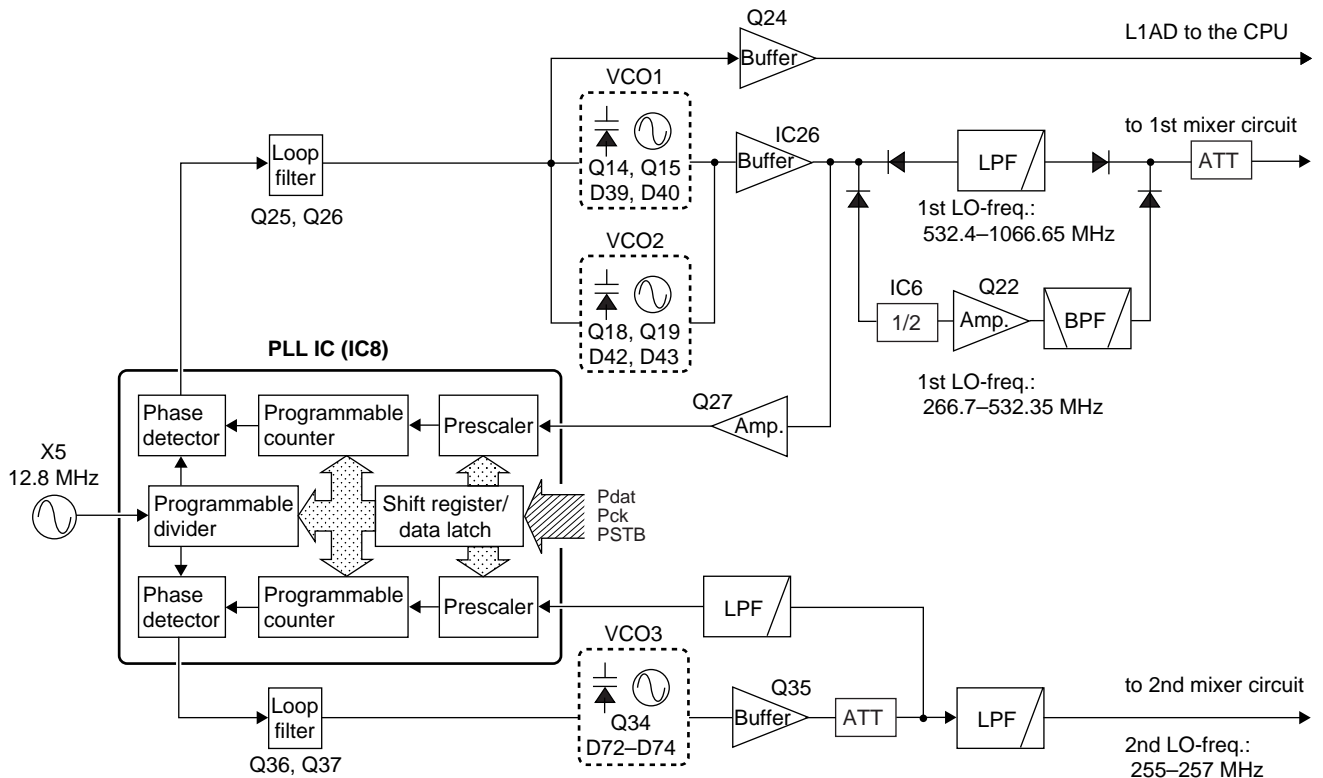 Q24
L1AD to the CPU
Buffer
VCO1
to 1st mixer circuit
IC26
Loop
filter
Buffer
LPF
ATT
Q14, Q15
D39, D40
Q25, Q26
1st LO-freq.:
532.4–1066.65 MHz
VCO2
IC6
Q22
1/2
Amp.
BPF
Q18, Q19
D42, D43
PLL IC (IC8)
1st LO-freq.:
266.7–532.35 MHz
Q27
Phase
detector
Programmable
counter
Prescaler
Amp.
X5
12.8 MHz
Programmable
divider
Shift register/
data latch
Pdat
Pck
PSTB
Phase
detector
Programmable
counter
Prescaler
LPF
VCO3
to 2nd mixer circuit
Q35
Loop
filter
Q34
D72–D74
Buffer
ATT
LPF
Q36, Q37
2nd LO-freq.:
255–257 MHz